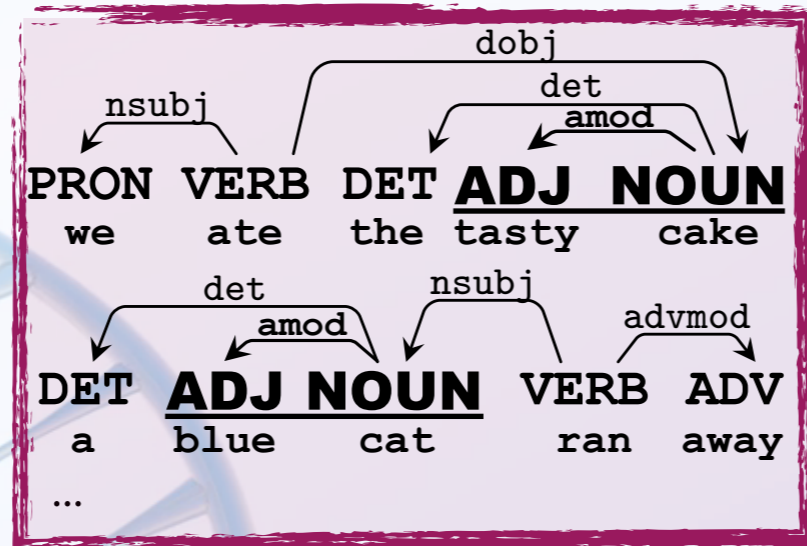 dobj
det
nsubj
amod
PRON VERB DET ADJ NOUN
we ate the tasty cake
det nsubj
amod advmod
DET ADJ NOUN VERB ADV
a blue cat ran away
...